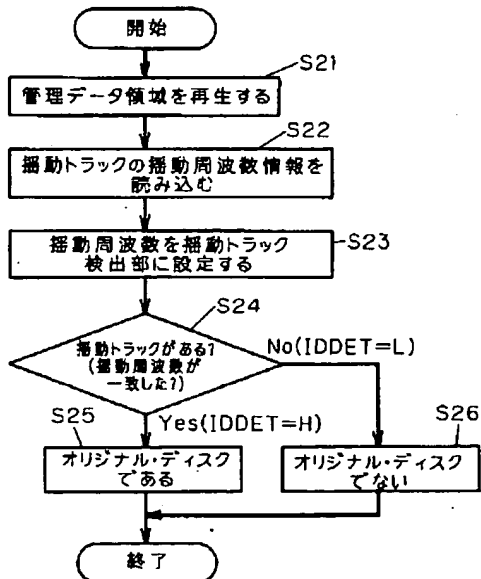 開始
S21
管理データ領域を再生する
S22
揺動トラックの揺動周波数情報を
読み込む
S23
揺動周波数を揺動トラック
検出部に設定する
S24
揺動トラックがある?
(揺動周波数が
一致した?)
No(IDDET=L)
S25
Yes(IDDET=H)
S26
オリジナル・ディスク
である
オリジナル・ディスク
でない
終了